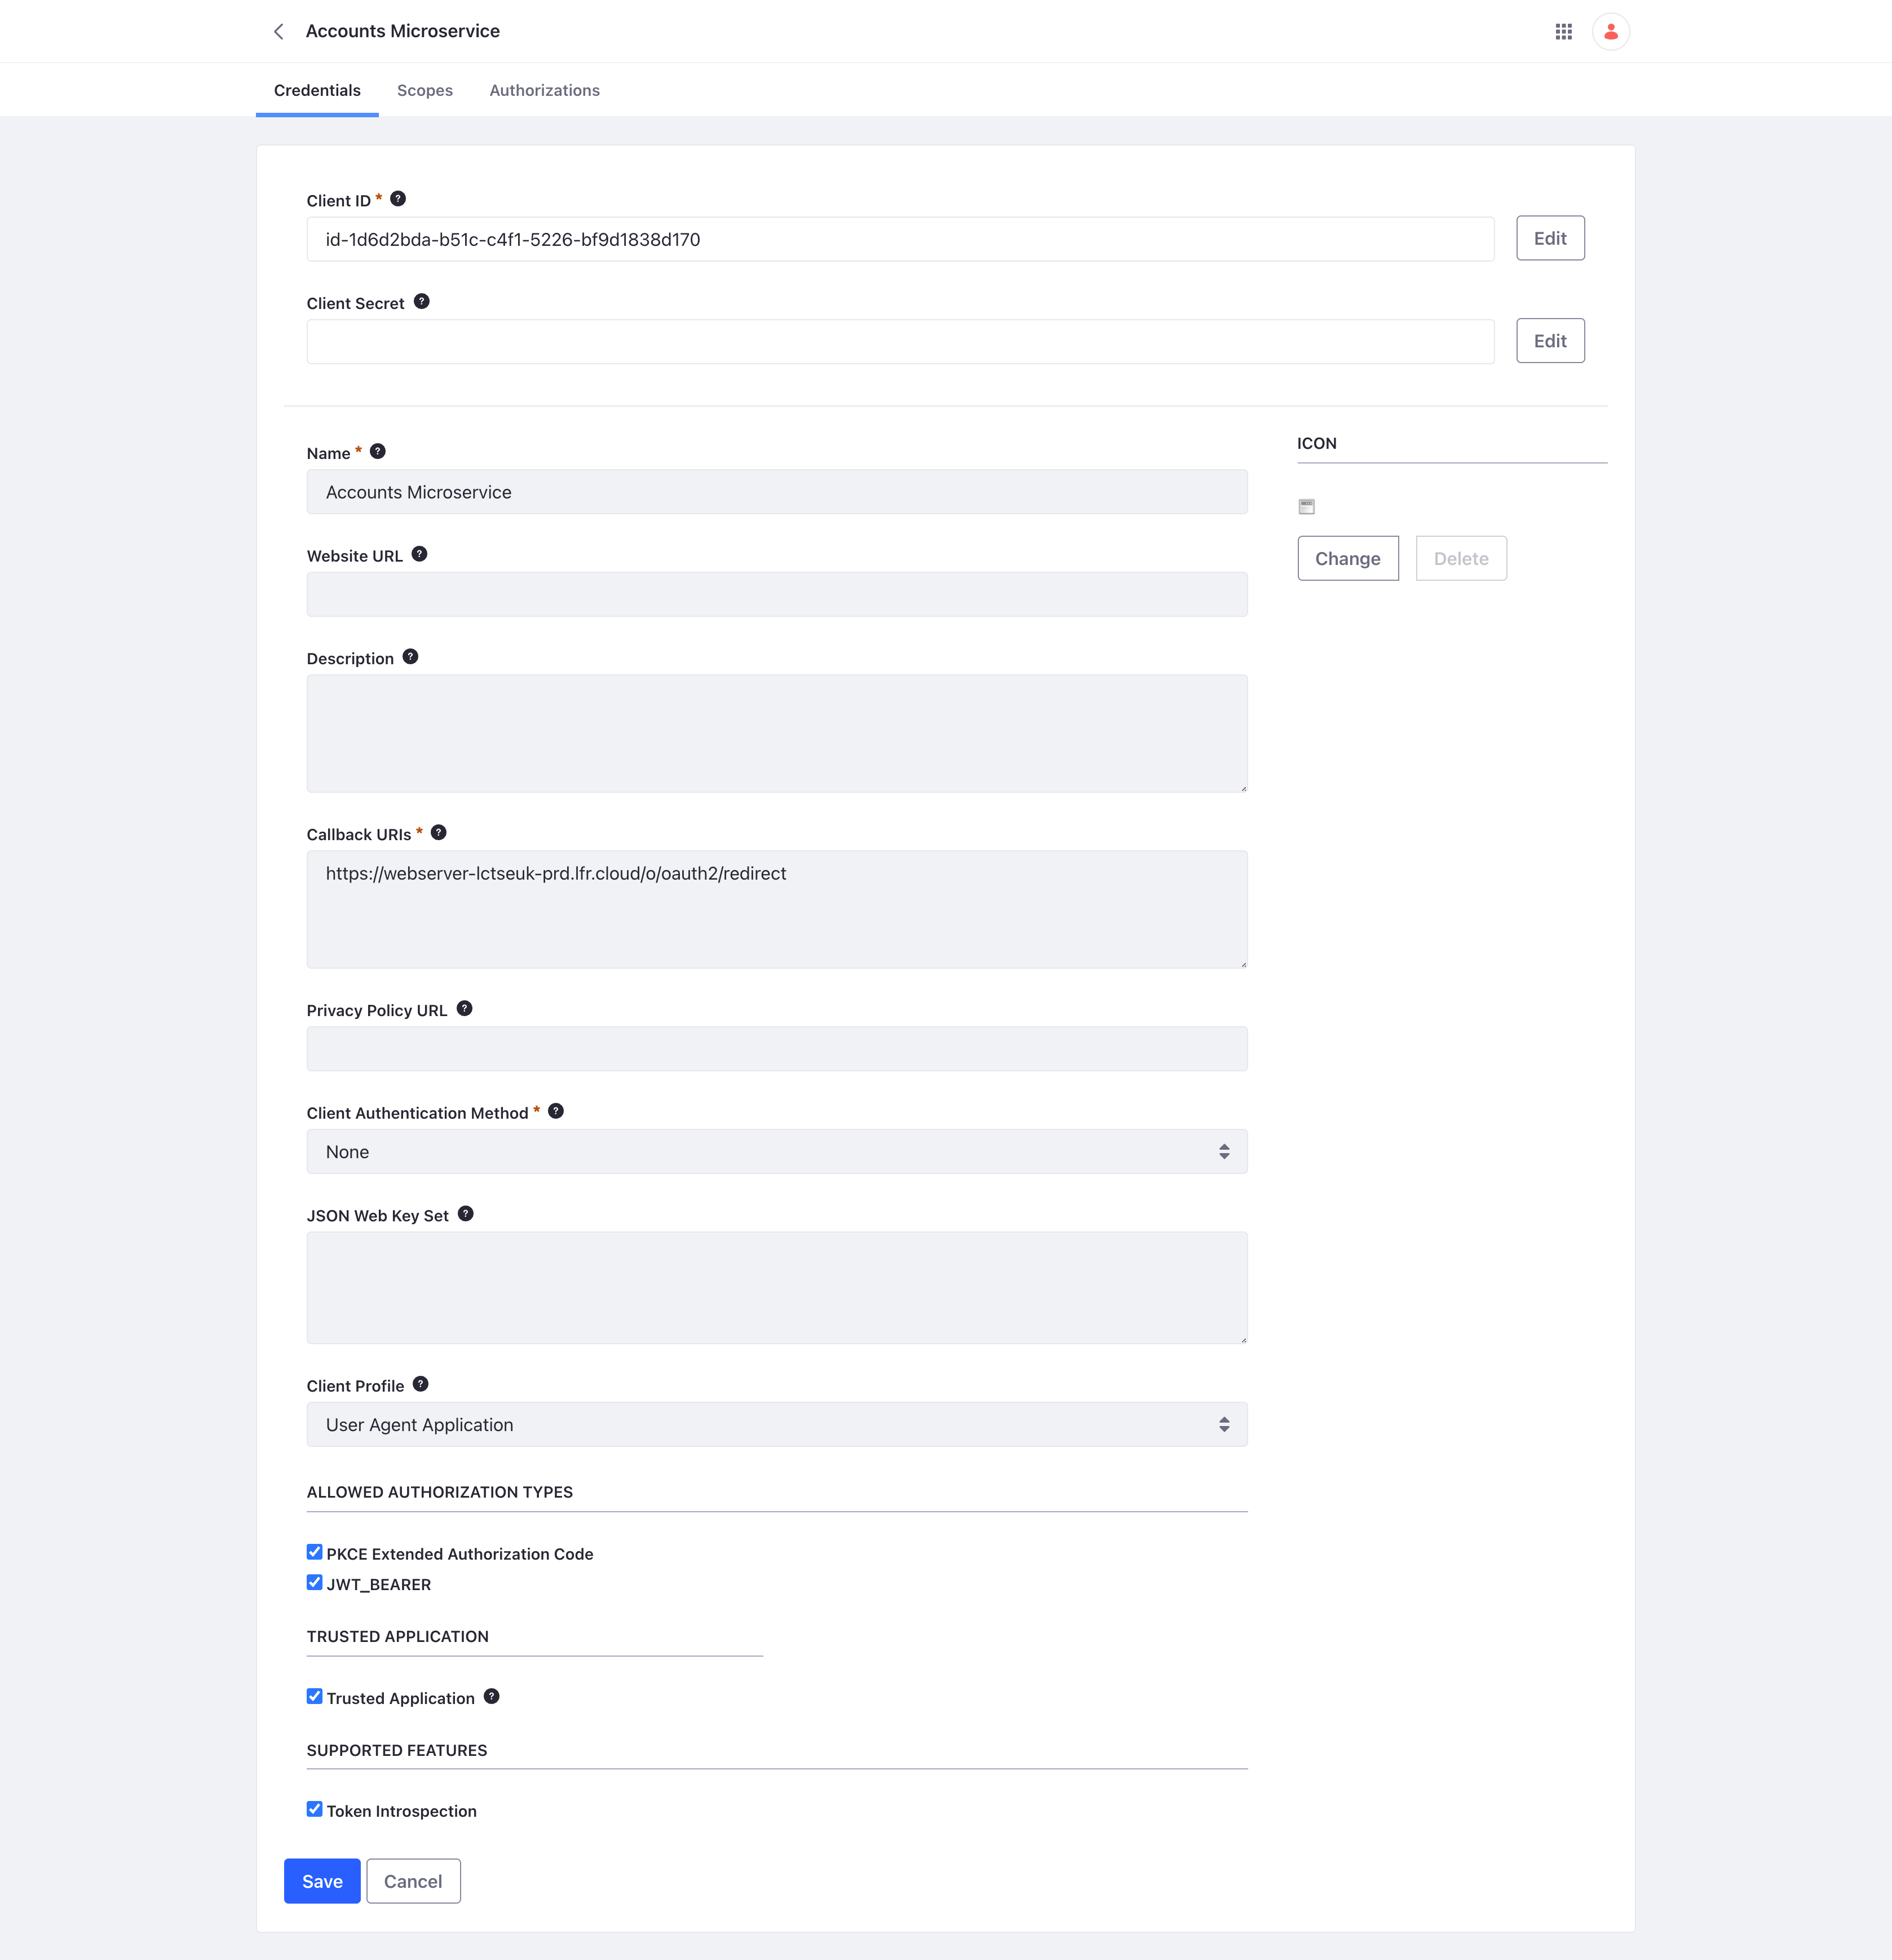 Accounts Microservice
Credentials
Scopes
Authorizations
Client ID *
id-1d6d2bda-b51c-c4f1-5226-bf9d1838d170
Edit
Client Secret
Edit
Name *
Accounts Microservice
ICON
Change
Delete
Website URL
Description
Callback URIs *
https://webserver-lctseuk-prd.lfr.cloud/o/oauth2/redirect
Privacy Policy URL
Client Authentication Method *
None
JSON Web Key Set
Client Profile
User Agent Application
ALLOWED AUTHORIZATION TYPES
PKCE Extended Authorization Code
JWT_BEARER
TRUSTED APPLICATION
Trusted Application
SUPPORTED FEATURES
Token Introspection
Save
Cancel